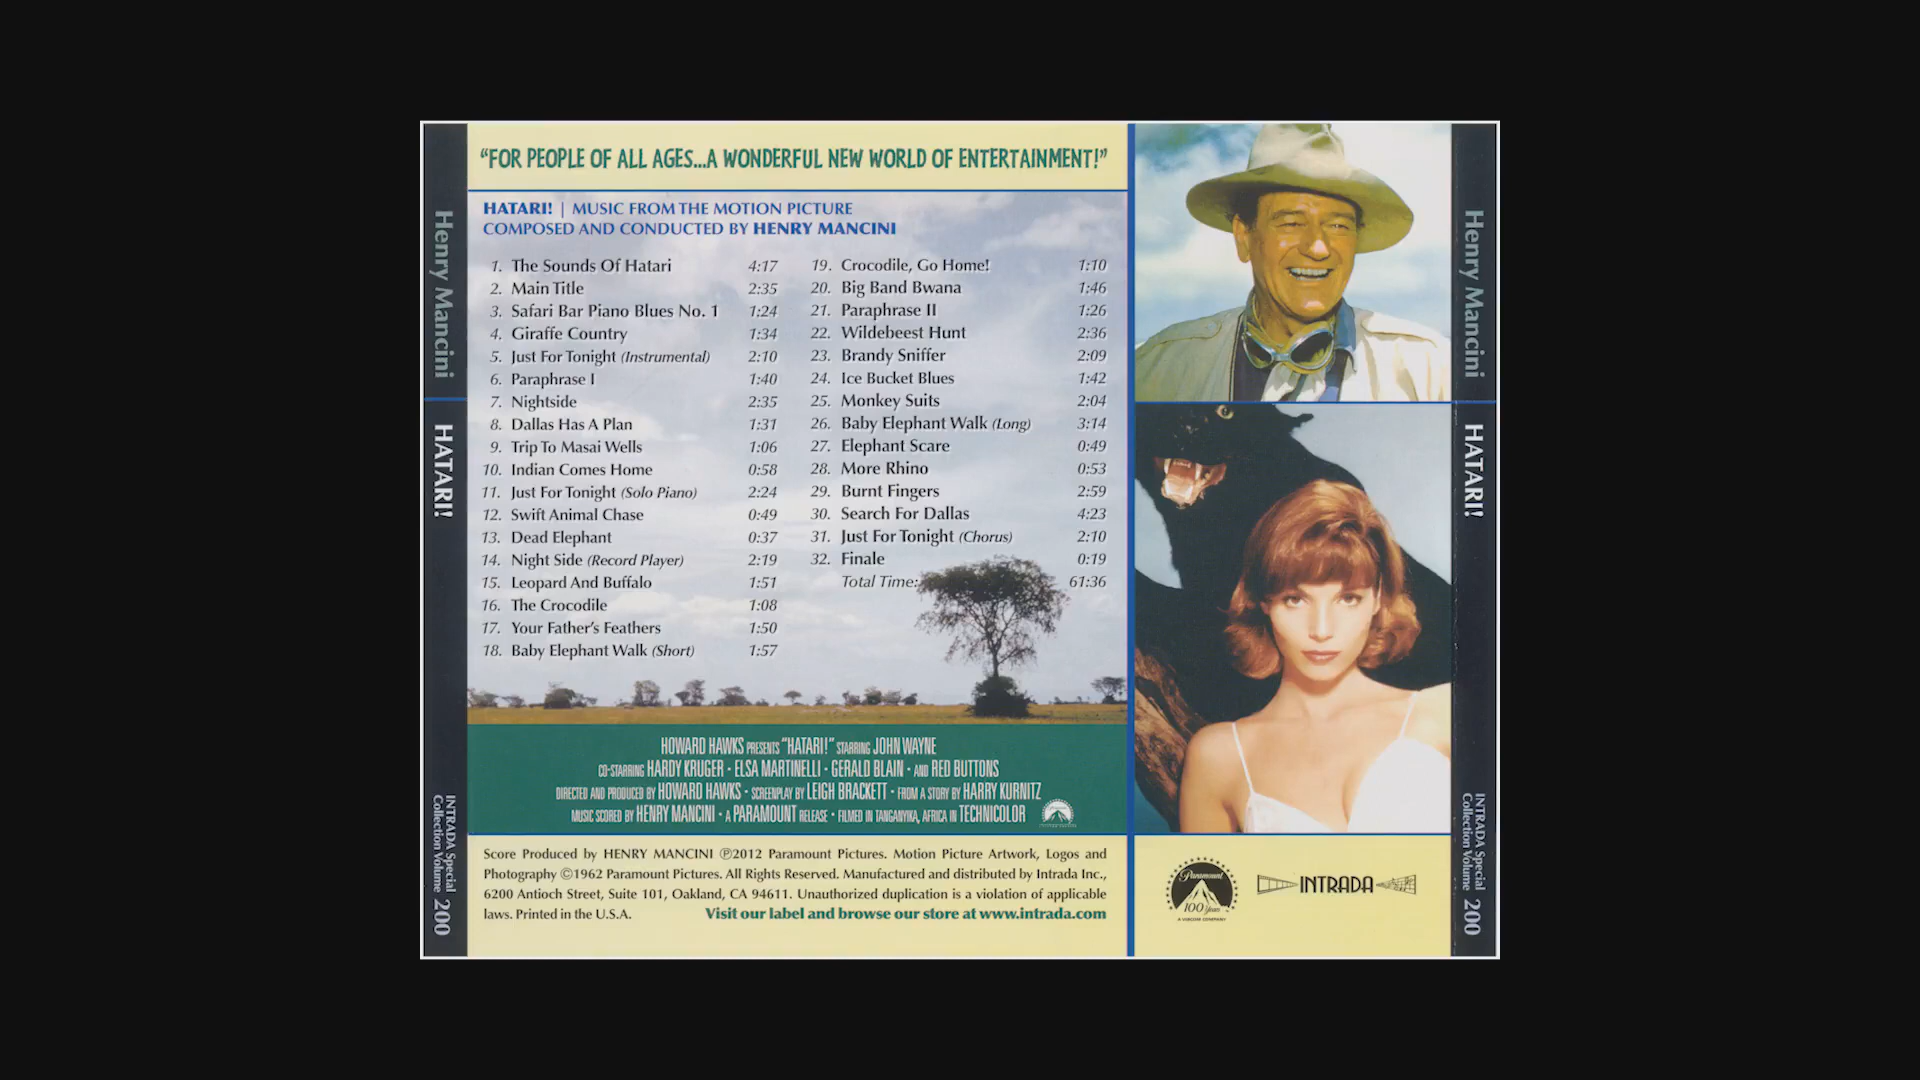 Henry Mancini
HATARI!
INTRADA Special
Collection Volume 200
"FOR PEOPLE OF ALL AGES...A WONDERFUL NEW WORLD OF ENTERTAINMENT!"
HATARI! | MUSIC FROM THE MOTION PICTURE
COMPOSED AND CONDUCTED BY HENRY MANCINI
1. The Sounds Of Hatari 4:17
2. Main Title 2:35
3. Safari Bar Piano Blues No. 1 1:24
4. Giraffe Country 1:34
5. Just For Tonight (Instrumental) 2:10
6. Paraphrase I 1:40
7. Nightside 2:35
8. Dallas Has A Plan 1:31
9. Trip To Masai Wells 1:06
10. Indian Comes Home 0:58
11. Just For Tonight (Solo Piano) 2:24
12. Swift Animal Chase 0:49
13. Dead Elephant 0:37
14. Night Side (Record Player) 2:19
15. Leopard And Buffalo 1:51
16. The Crocodile 1:08
17. Your Father's Feathers 1:50
18. Baby Elephant Walk (Short) 1:57
19. Crocodile, Go Home! 1:10
20. Big Band Bwana 1:46
21. Paraphrase II 1:26
22. Wildebeest Hunt 2:36
23. Brandy Sniffer 2:09
24. Ice Bucket Blues 1:42
25. Monkey Suits 2:04
26. Baby Elephant Walk (Long) 3:14
27. Elephant Scare 0:49
28. More Rhino 0:53
29. Burnt Fingers 2:59
30. Search For Dallas 4:23
31. Just For Tonight (Chorus) 2:10
32. Finale 0:19
Total Time: 61:36
HOWARD HAWKS PRESENTS "HATARI!" STARRING JOHN WAYNE
CO-STARRING HARDY KRUGER • ELSA MARTINELLI • GERALD BLAIN • AND RED BUTTONS
DIRECTED AND PRODUCED BY HOWARD HAWKS • SCREENPLAY BY LEIGH BRACKETT • FROM A STORY BY HARRY KURNITZ
MUSIC SCORED BY HENRY MANCINI • A PARAMOUNT RELEASE • FILMED IN TANGANYIKA, AFRICA IN TECHNICOLOR
Score Produced by HENRY MANCINI ℗2012 Paramount Pictures. Motion Picture Artwork, Logos and
Photography ©1962 Paramount Pictures. All Rights Reserved. Manufactured and distributed by Intrada Inc.,
6200 Antioch Street, Suite 101, Oakland, CA 94611. Unauthorized duplication is a violation of applicable
laws. Printed in the U.S.A. Visit our label and browse our store at www.intrada.com
Paramount
100 Years
A VIACOM COMPANY
INTRADA
Henry Mancini
HATARI!
INTRADA Special
Collection Volume 200